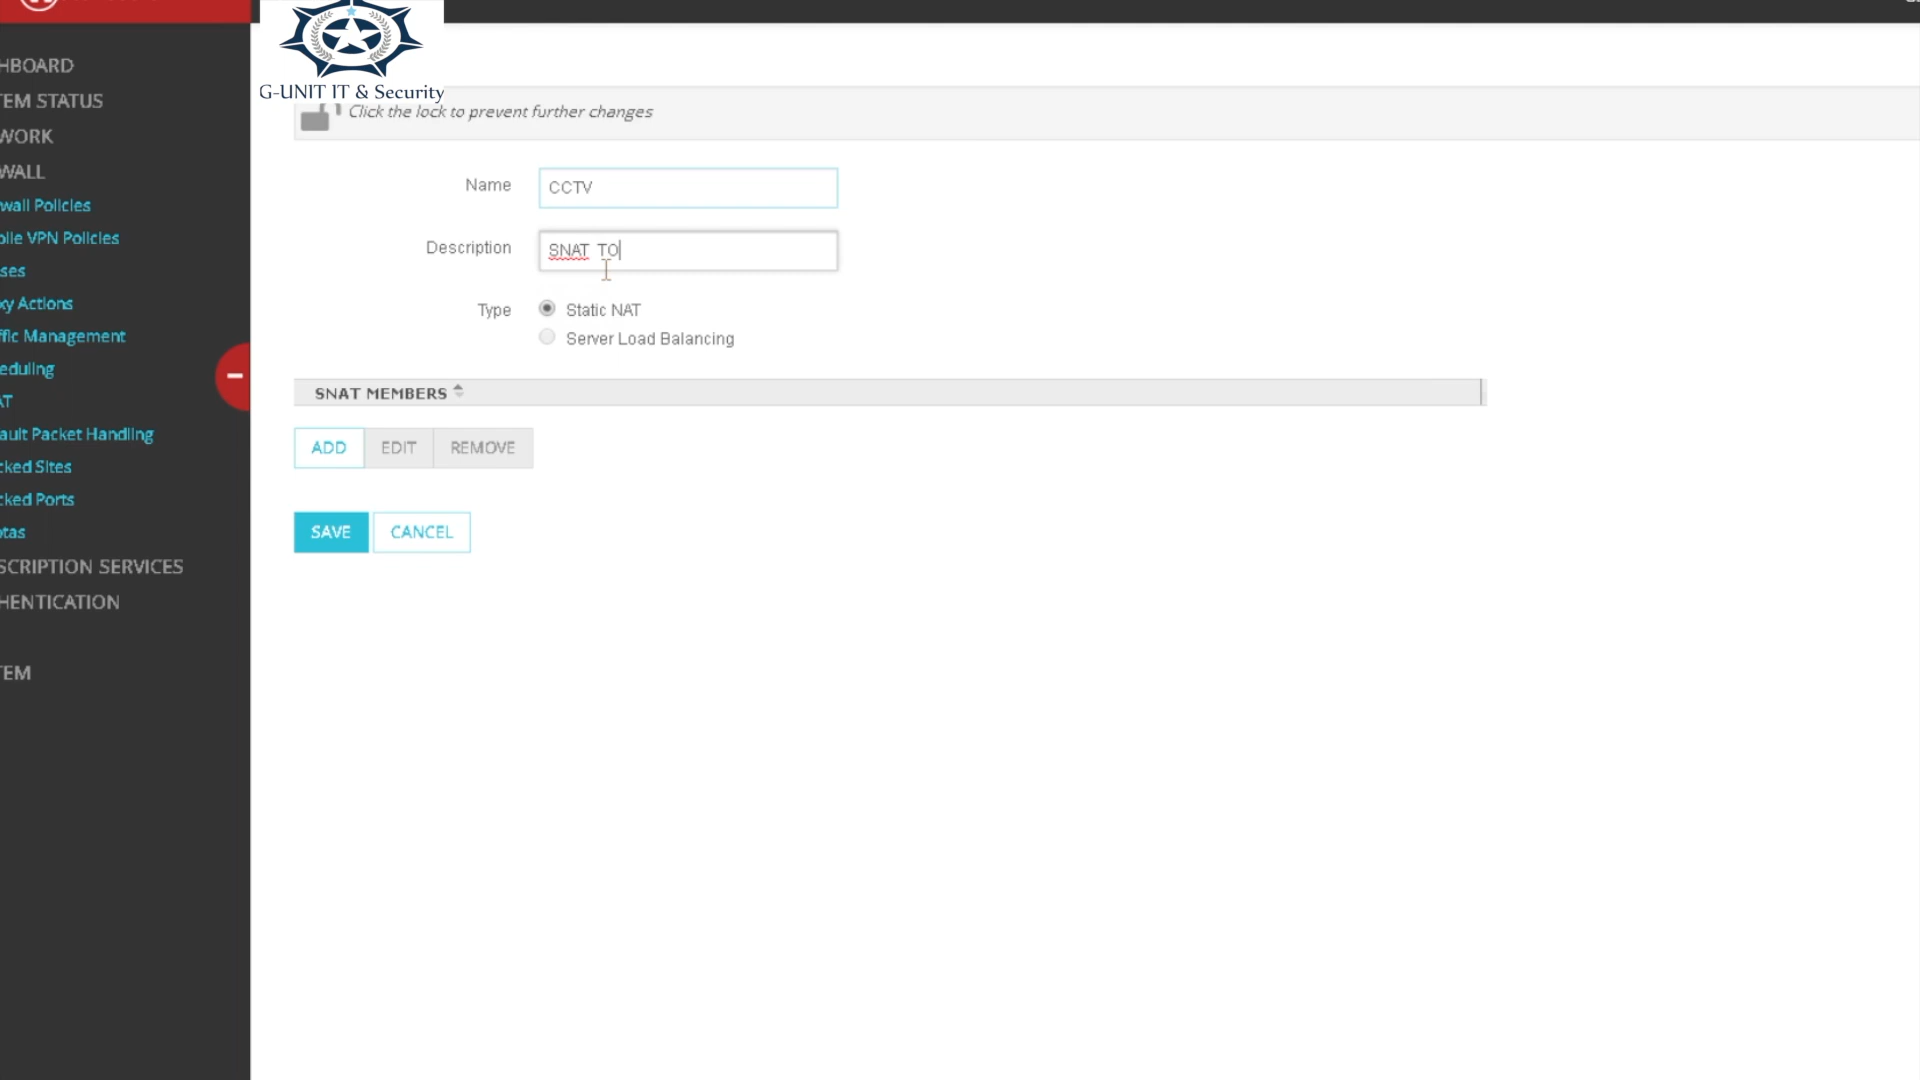 G-UNIT IT & Security
Click the lock to prevent further changes
HBOARD
TEM STATUS
WORK
WALL
wall Policies
bile VPN Policies
ses
xy Actions
ffic Management
eduling
AT
ault Packet Handling
cked Sites
cked Ports
otas
SCRIPTION SERVICES
HENTICATION
TEM
Name CCTV
Description SNAT TO
Type Static NAT
Server Load Balancing
SNAT MEMBERS
ADD EDIT REMOVE
SAVE CANCEL